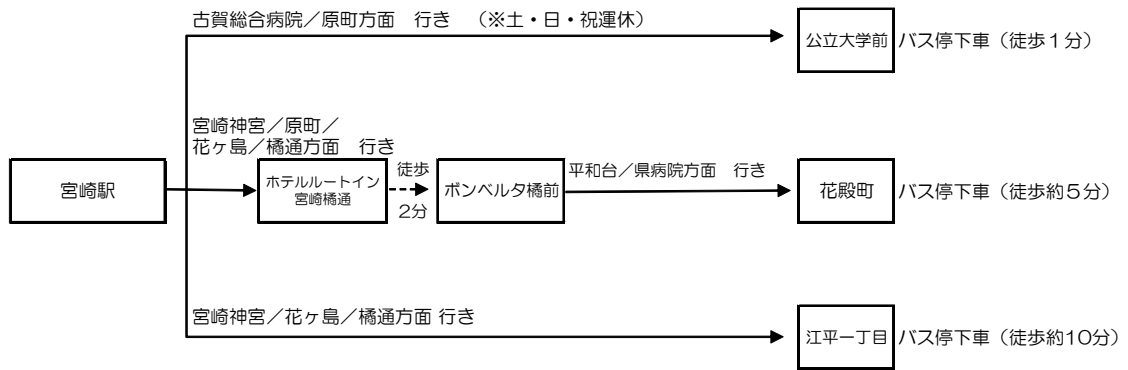 古賀総合病院／原町方面 行き （※土・日・祝運休）
公立大学前
バス停下車（徒歩１分）
宮崎神宮／原町／
花ヶ島／橘通方面 行き
宮崎駅
ホテルルートイン
宮崎橘通
徒歩
2分
ボンベルタ橘前
平和台／県病院方面 行き
花殿町
バス停下車（徒歩約５分）
宮崎神宮／花ヶ島／橘通方面 行き
江平一丁目
バス停下車（徒歩約10分）